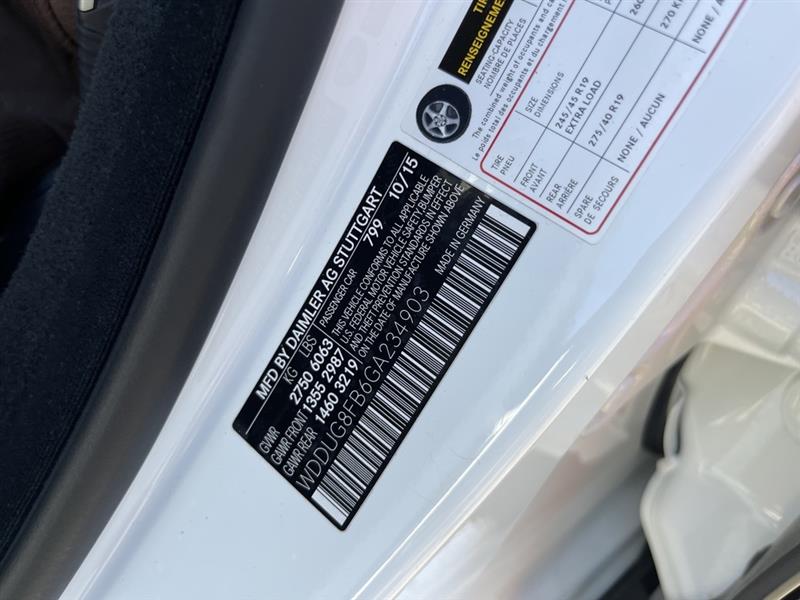 MFD BY DAIMLER AG STUTTGART
KG LBS PASSENGER CAR 799 10/15
GVWR 2750 6063 THIS VEHICLE CONFORMS TO ALL APPLICABLE
GAWR FRONT 1355 2987 U.S. FEDERAL MOTOR VEHICLE SAFETY BUMPER
GAWR REAR 1460 3219 AND THEFT PREVENTION STANDARDS IN EFFECT
ON THE DATE OF MANUFACTURE SHOWN ABOVE.
WDDUG8FB6GA234903 MADE IN GERMANY
RENSEIGNEMENT
SEATING CAPACITY
NOMBRE DE PLACES
The combined weight of occupants and
Le poids total des occupants et du chargement
TIRE
PNEU
SIZE
DIMENSIONS
FRONT
AVANT
245/45 R19
EXTRA LOAD
REAR
ARRIÈRE
275/40 R19
SPARE
DE SECOURS
NONE / AUCUN
270
NONE /